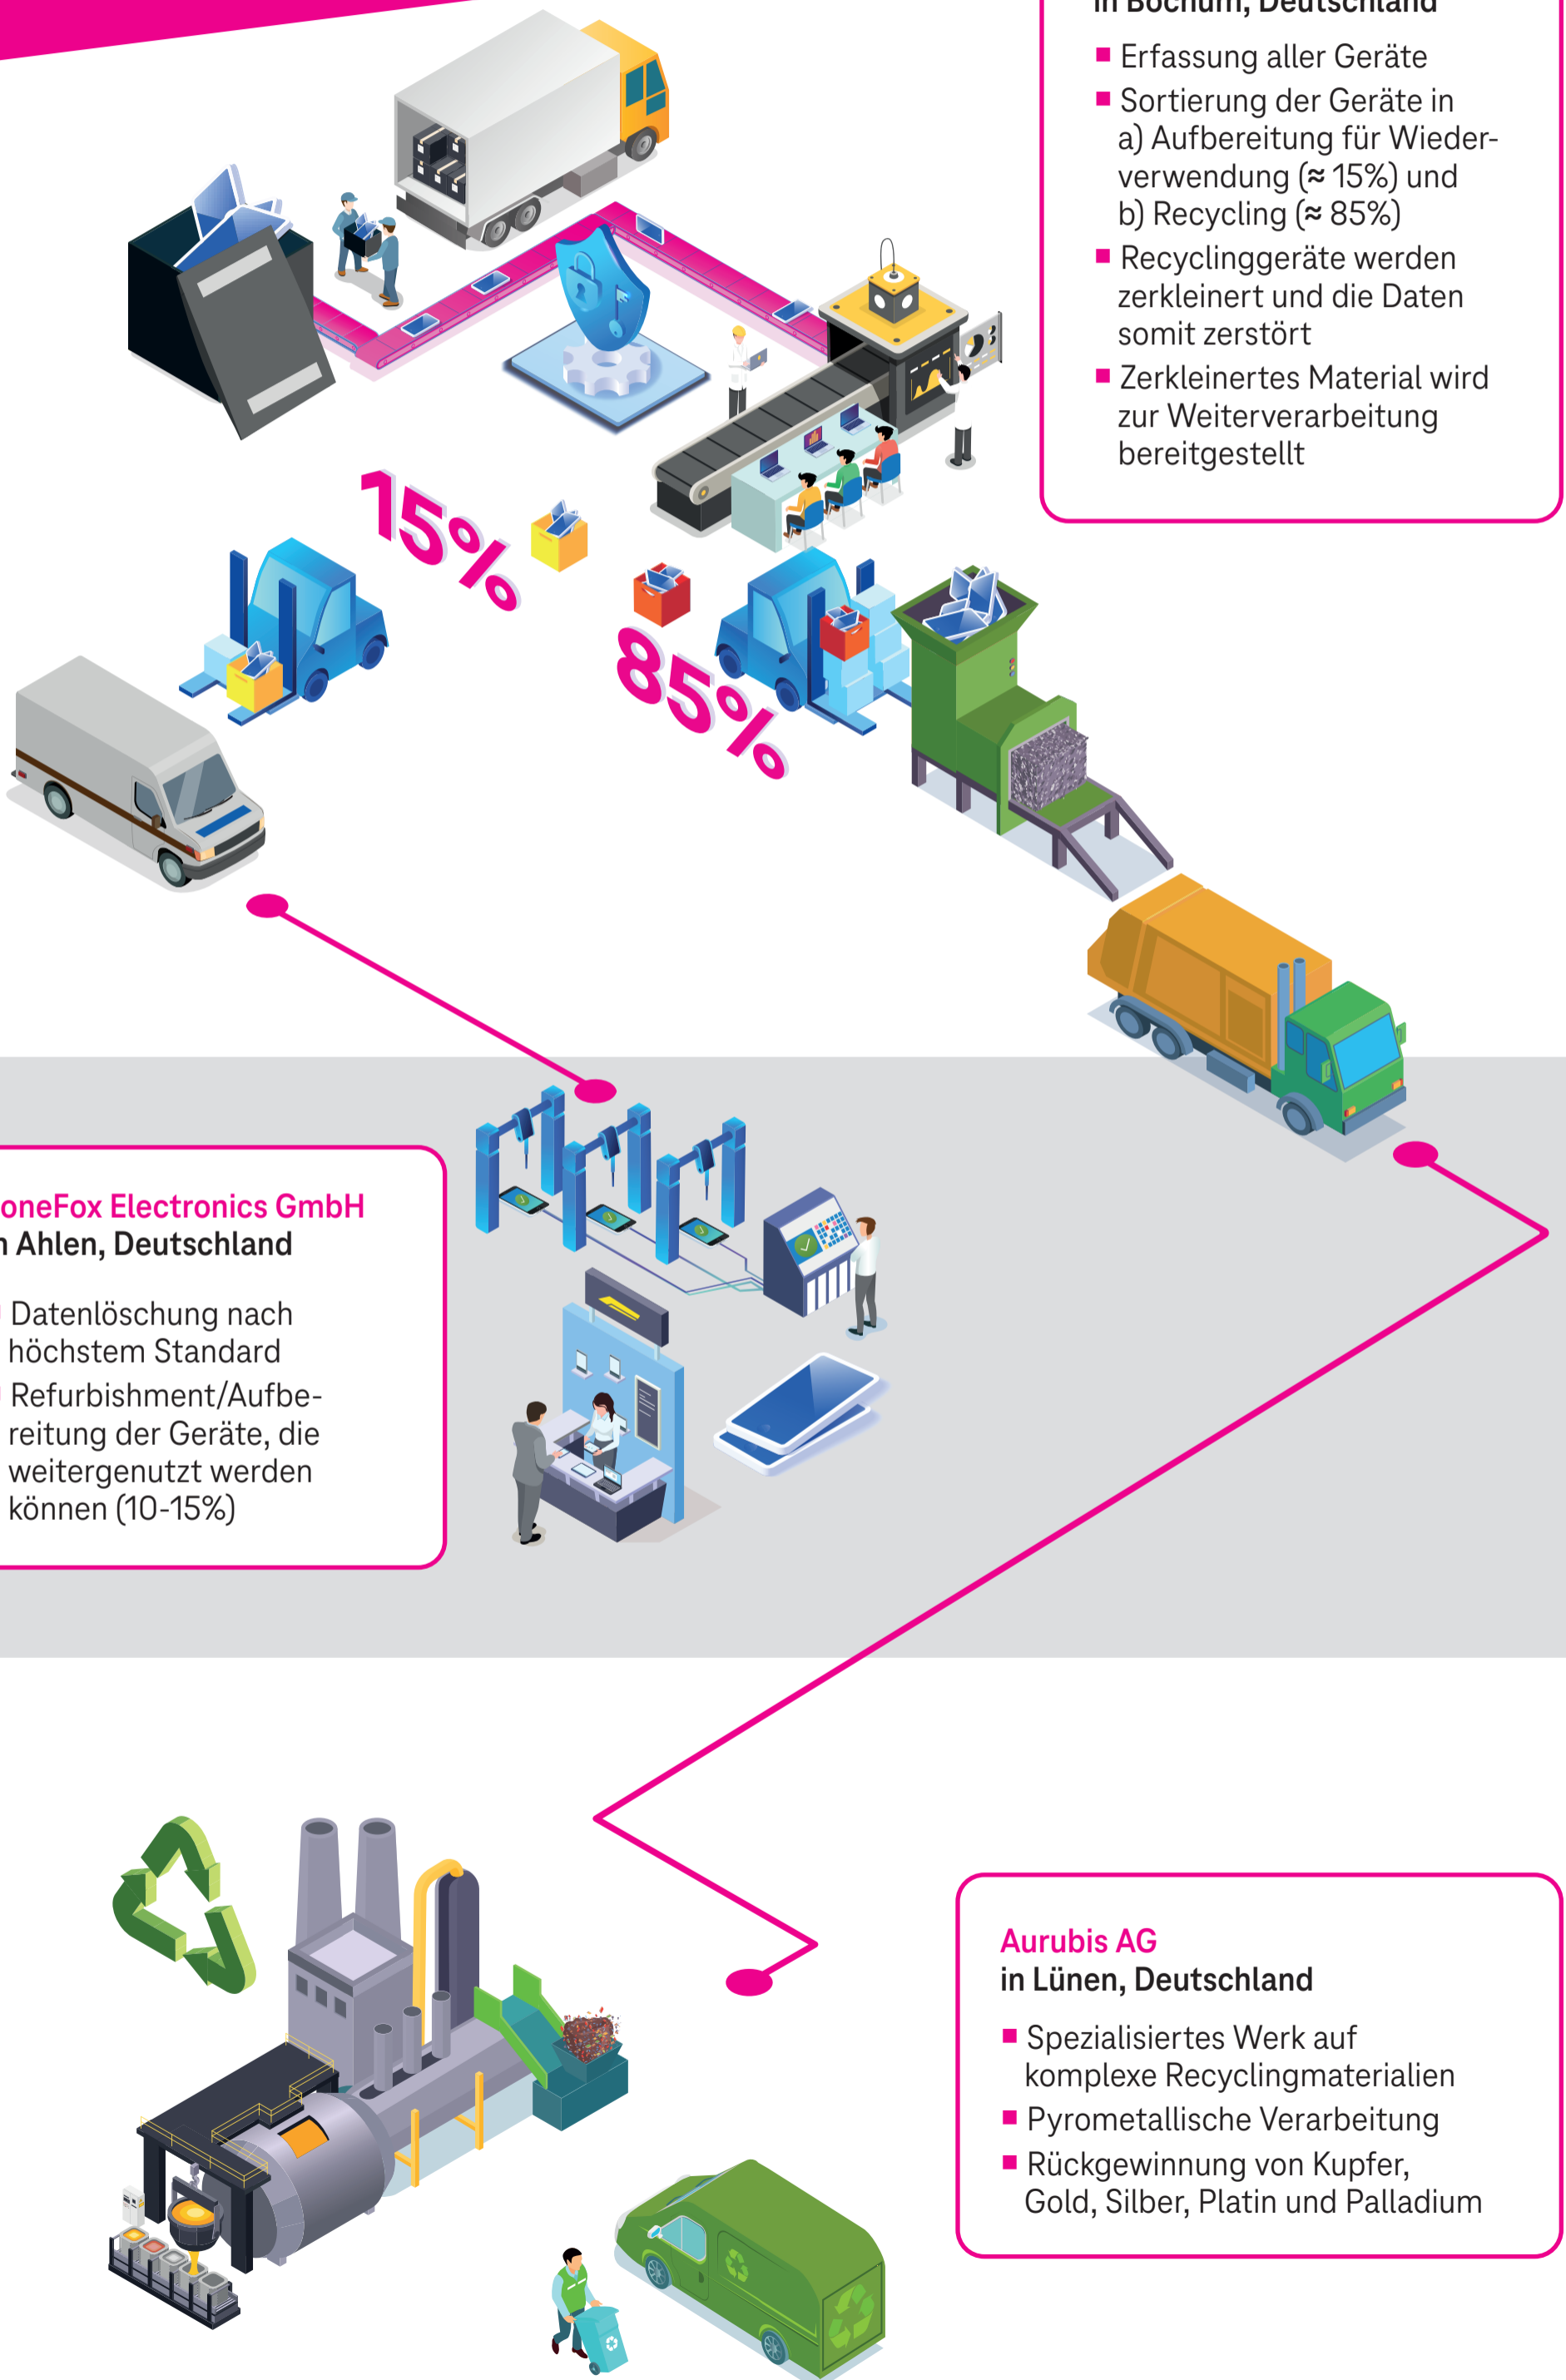 in Bochum, Deutschland
■ Erfassung aller Geräte
■ Sortierung der Geräte in
a) Aufbereitung für Wieder-
verwendung (≈ 15%) und
b) Recycling (≈ 85%)
■ Recyclinggeräte werden
zerkleinert und die Daten
somit zerstört
■ Zerkleinertes Material wird
zur Weiterverarbeitung
bereitgestellt
15%
85%
oneFox Electronics GmbH
n Ahlen, Deutschland
Datenlöschung nach
höchstem Standard
Refurbishment/Aufbe-
reitung der Geräte, die
weitergenutzt werden
können (10-15%)
Aurubis AG
in Lünen, Deutschland
■ Spezialisiertes Werk auf
komplexe Recyclingmaterialien
■ Pyrometallische Verarbeitung
■ Rückgewinnung von Kupfer,
Gold, Silber, Platin und Palladium